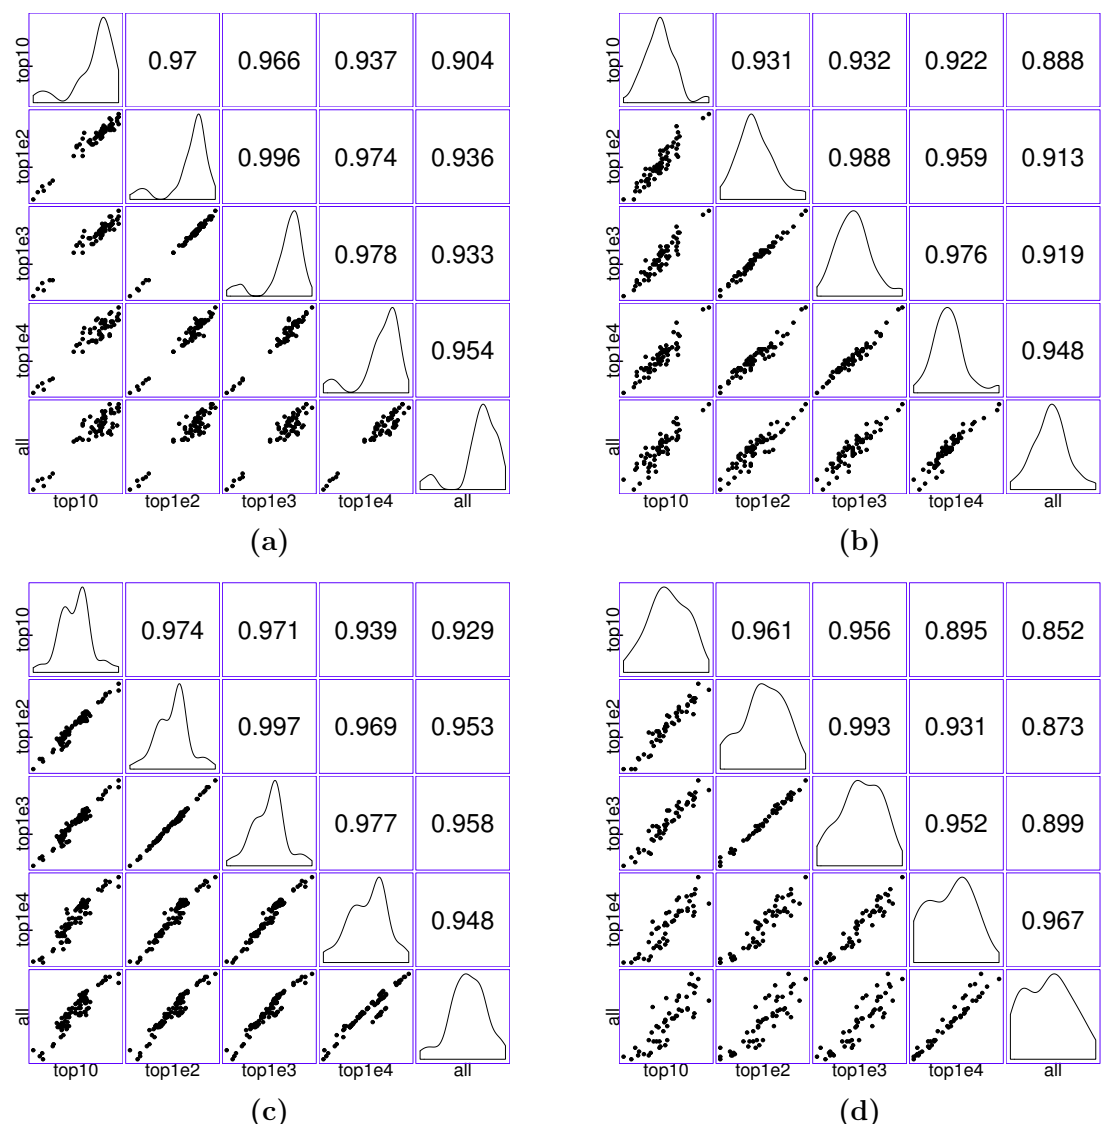 top10 0.97 0.966 0.937 0.904
top1e2 0.996 0.974 0.936
top1e3 0.978 0.933
top1e4 0.954
all
top10 top1e2 top1e3 top1e4 all
(a)
top10 0.931 0.932 0.922 0.888
top1e2 0.988 0.959 0.913
top1e3 0.976 0.919
top1e4 0.948
all
top10 top1e2 top1e3 top1e4 all
(b)
top10 0.974 0.971 0.939 0.929
top1e2 0.997 0.969 0.953
top1e3 0.977 0.958
top1e4 0.948
all
top10 top1e2 top1e3 top1e4 all
(c)
top10 0.961 0.956 0.895 0.852
top1e2 0.993 0.931 0.873
top1e3 0.952 0.899
top1e4 0.967
all
top10 top1e2 top1e3 top1e4 all
(d)